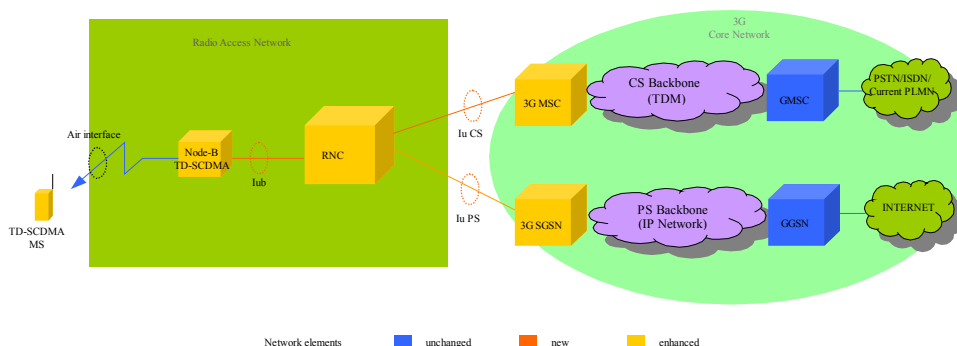 Radio Access Network
3G
Core Network
Air interface
Node-B
TD-SCDMA
Iub
RNC
Iu CS
Iu PS
3G MSC
CS Backbone
(TDM)
GMSC
PSTN/ISDN/
Current PLMN
3G SGSN
PS Backbone
(IP Network)
GGSN
INTERNET
TD-SCDMA
MS
Network elements
unchanged
new
enhanced